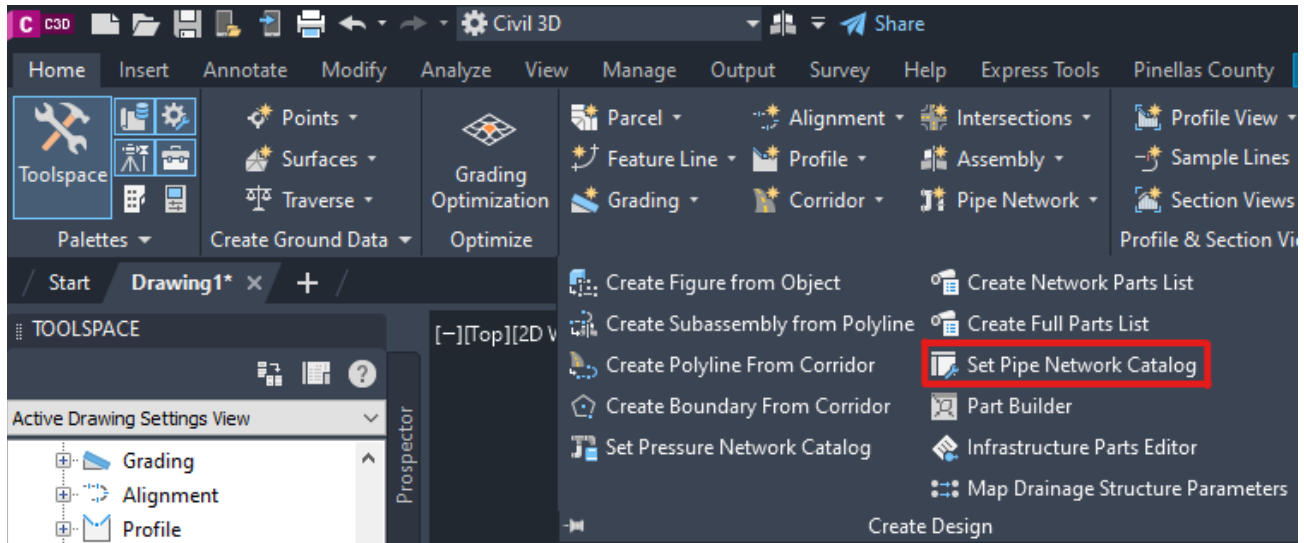 C C3D Civil 3D Share
Home Insert Annotate Modify Analyze View Manage Output Survey Help Express Tools Pinellas County
Toolspace
Points
Surfaces
Traverse
Grading
Optimization
Parcel Alignment Intersections Profile View
Feature Line Profile Assembly Sample Lines
Grading Corridor Pipe Network Section Views
Palettes Create Ground Data Optimize Profile & Section
Start Drawing1* × +
TOOLSPACE
[−][Top][2D
Active Drawing Settings View
Grading
Alignment
Profile
Prospector
Create Figure from Object
Create Subassembly from Polyline
Create Polyline From Corridor
Create Boundary From Corridor
Set Pressure Network Catalog
Create Network Parts List
Create Full Parts List
Set Pipe Network Catalog
Part Builder
Infrastructure Parts Editor
Map Drainage Structure Parameters
Create Design